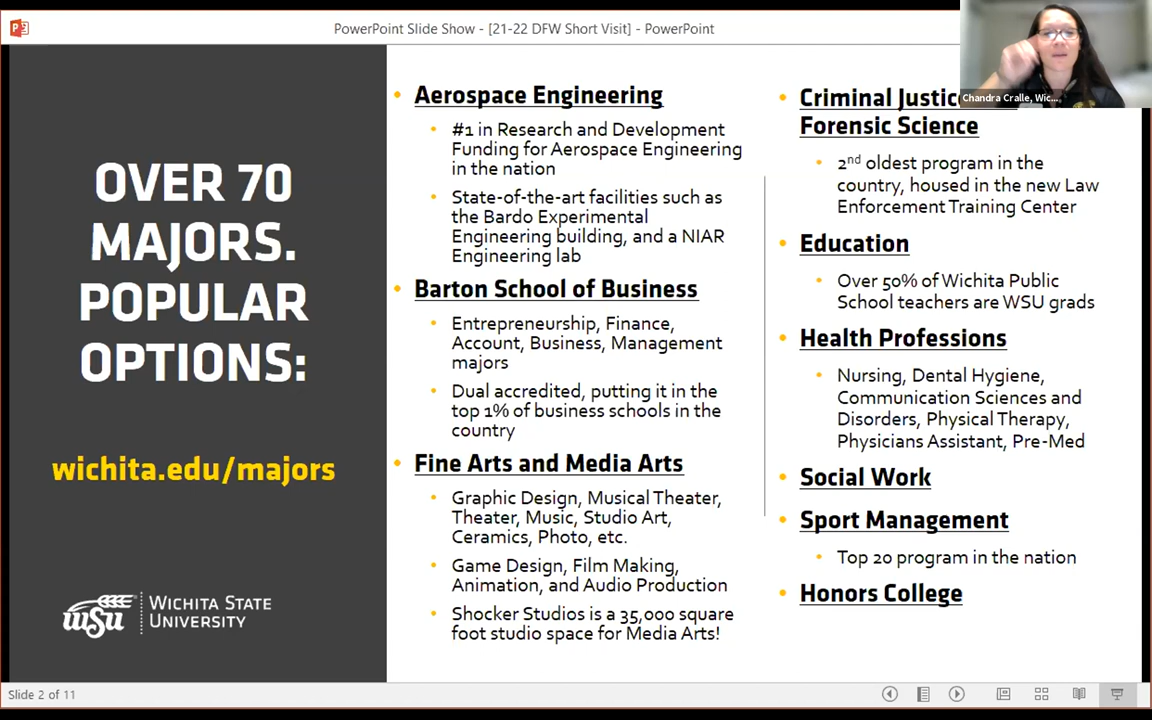 PowerPoint Slide Show - [21-22 DFW Short Visit] - PowerPoint
Chandra Cralle, Wic...
OVER 70
MAJORS.
POPULAR
OPTIONS:
wichita.edu/majors
wsu
WICHITA STATE
UNIVERSITY
• Aerospace Engineering
• #1 in Research and Development
Funding for Aerospace Engineering
in the nation
• State-of-the-art facilities such as
the Bardo Experimental
Engineering building, and a NIAR
Engineering lab
• Barton School of Business
• Entrepreneurship, Finance,
Account, Business, Management
majors
• Dual accredited, putting it in the
top 1% of business schools in the
country
• Fine Arts and Media Arts
• Graphic Design, Musical Theater,
Theater, Music, Studio Art,
Ceramics, Photo, etc.
• Game Design, Film Making,
Animation, and Audio Production
• Shocker Studios is a 35,000 square
foot studio space for Media Arts!
• Criminal Justic
Forensic Science
• 2nd oldest program in the
country, housed in the new Law
Enforcement Training Center
• Education
• Over 50% of Wichita Public
School teachers are WSU grads
• Health Professions
• Nursing, Dental Hygiene,
Communication Sciences and
Disorders, Physical Therapy,
Physicians Assistant, Pre-Med
• Social Work
• Sport Management
• Top 20 program in the nation
• Honors College
Slide 2 of 11